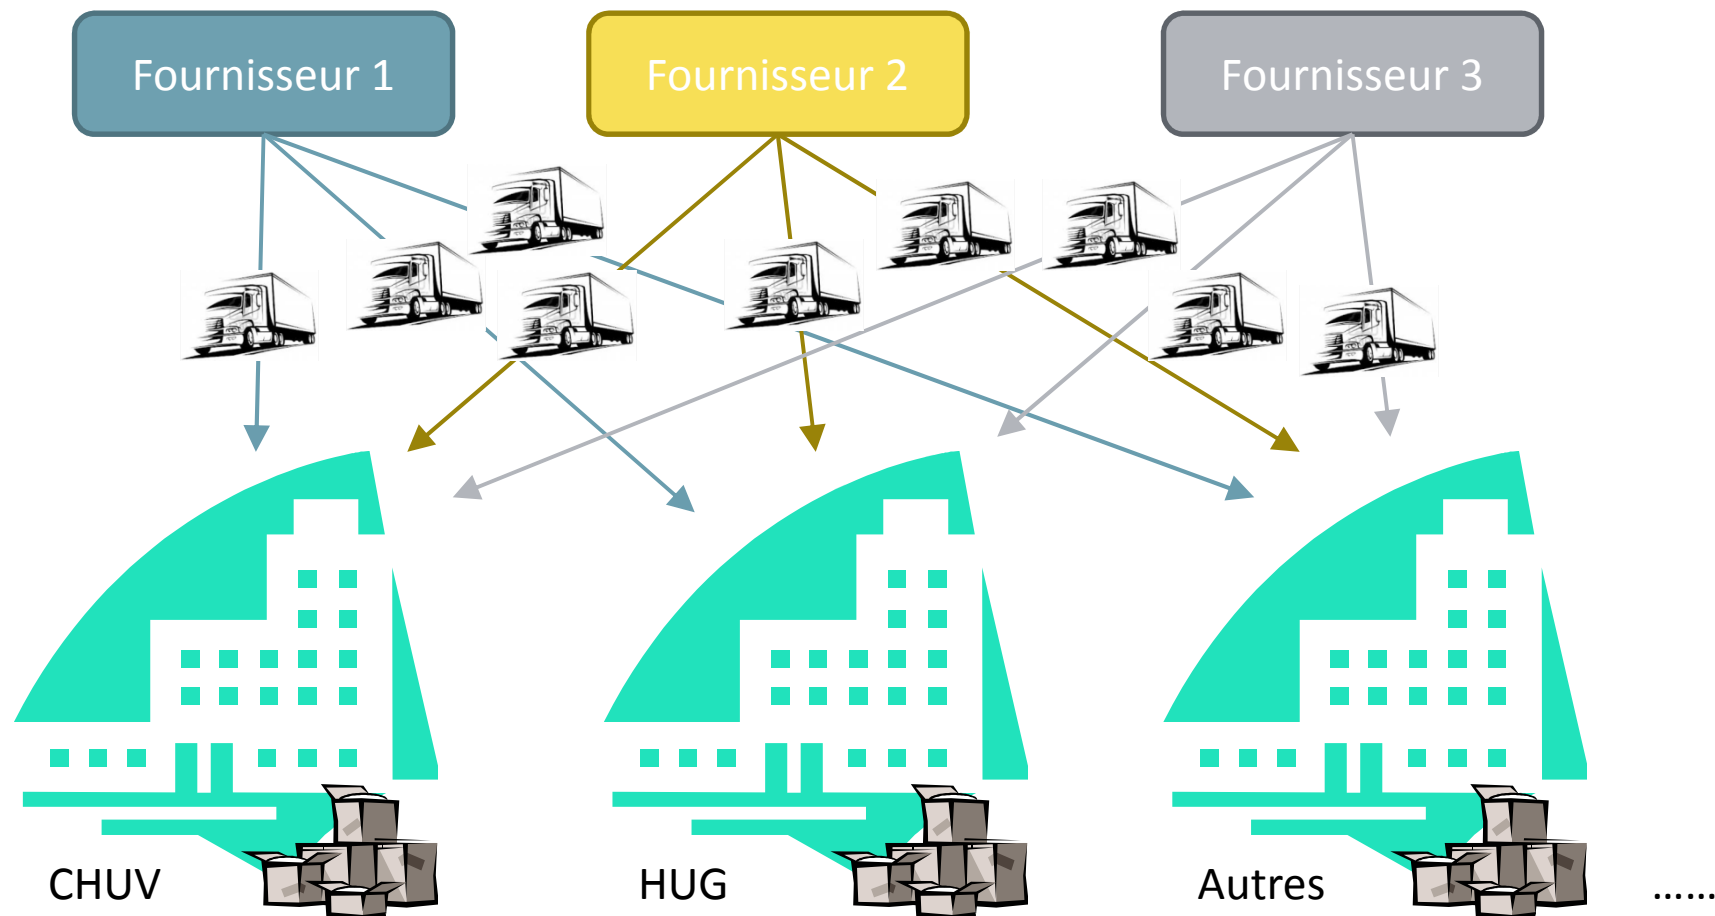 Fournisseur 1
Fournisseur 2
Fournisseur 3
CHUV
HUG
Autres
......